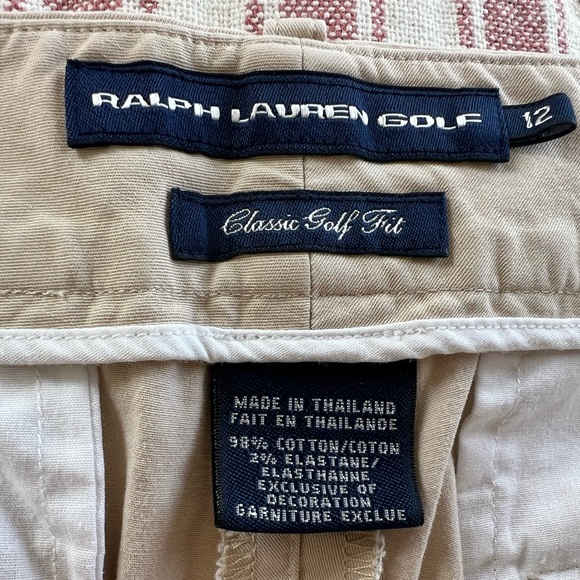 RALPH LAUREN GOLF 12
Classic Golf Fit
MADE IN THAILAND
FAIT EN THAILANDE
98% COTTON/COTON
2% ELASTANE/
ELASTHANNE
EXCLUSIVE OF
DECORATION
GARNITURE EXCLUE